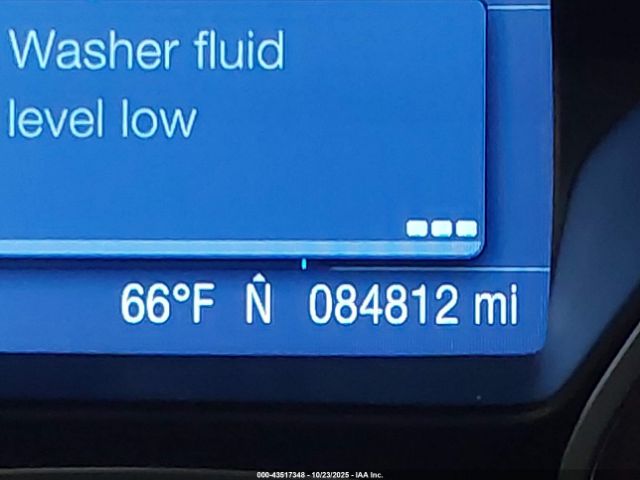 Washer fluid
level low
66°F N 084812 mi
000-43517348 - 10/23/2025 - IAA Inc.